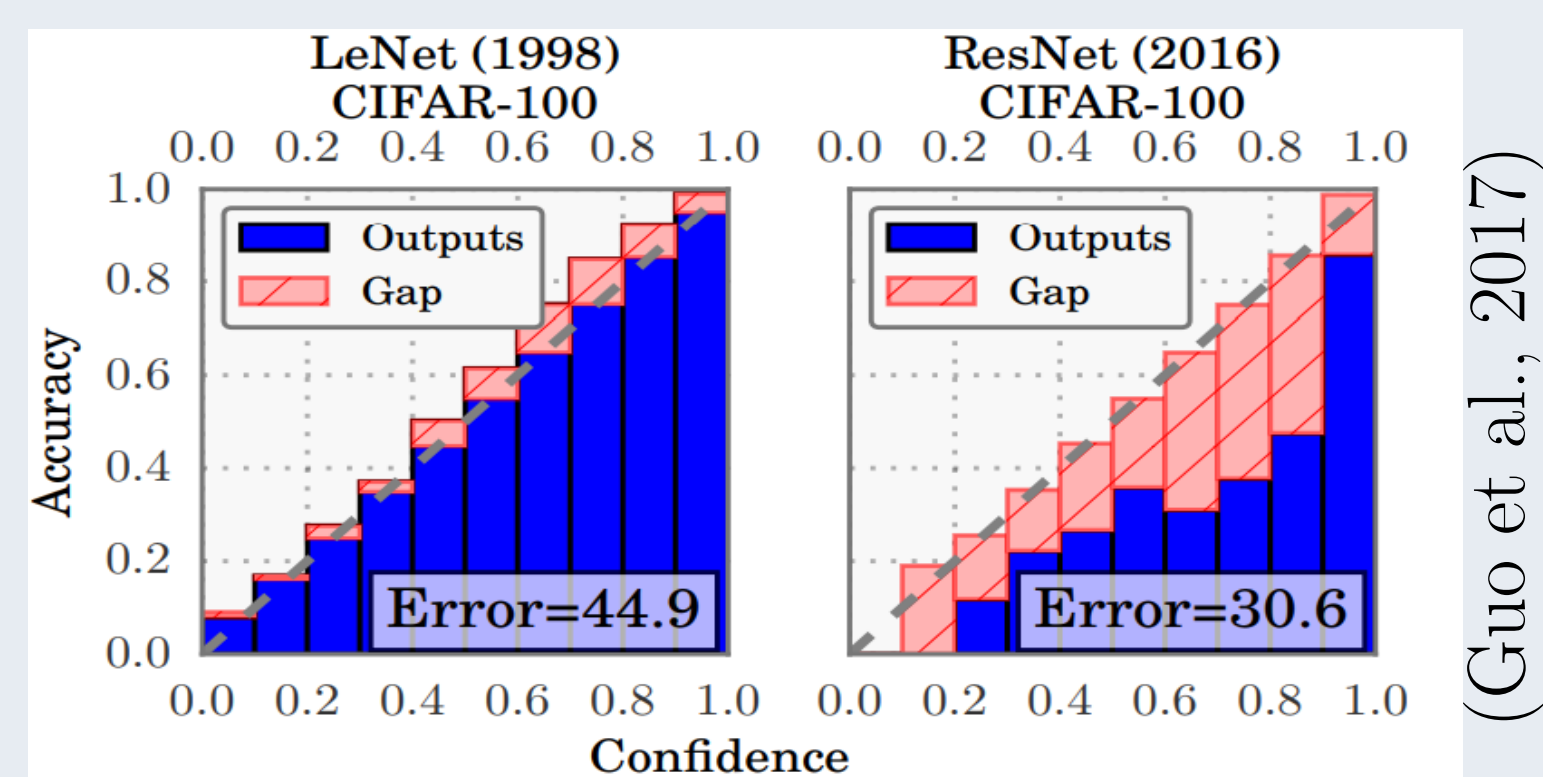 LeNet (1998)
CIFAR-100
0.0 0.2 0.4 0.6 0.8 1.0
1.0
0.8
0.6
0.4
0.2
0.0
Accuracy
Outputs
Gap
Error=44.9
0.0 0.2 0.4 0.6 0.8 1.0
ResNet (2016)
CIFAR-100
0.0 0.2 0.4 0.6 0.8 1.0
Outputs
Gap
Error=30.6
0.0 0.2 0.4 0.6 0.8 1.0
Confidence
(Guo et al., 2017)